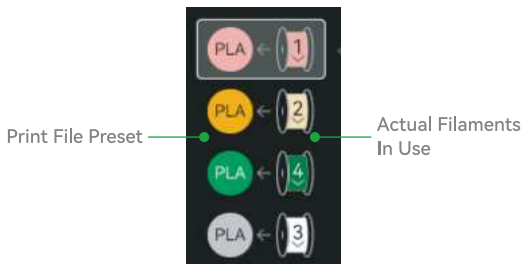 PLA 1
PLA 2
Print File Preset
Actual Filaments
In Use
PLA 4
PLA 3